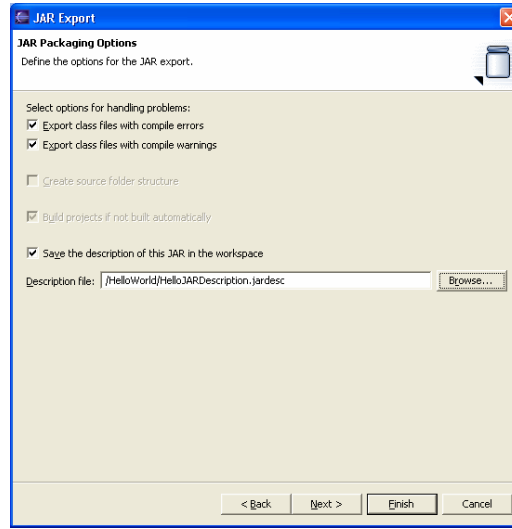 JAR Export
JAR Packaging Options
Define the options for the JAR export.
Select options for handling problems:
Export class files with compile errors
Export class files with compile warnings
Create source folder structure
Build projects if not built automatically
Save the description of this JAR in the workspace
Description file: /HelloWorld/HelloJARDescription.jardesc Browse...
< Back Next > Finish Cancel